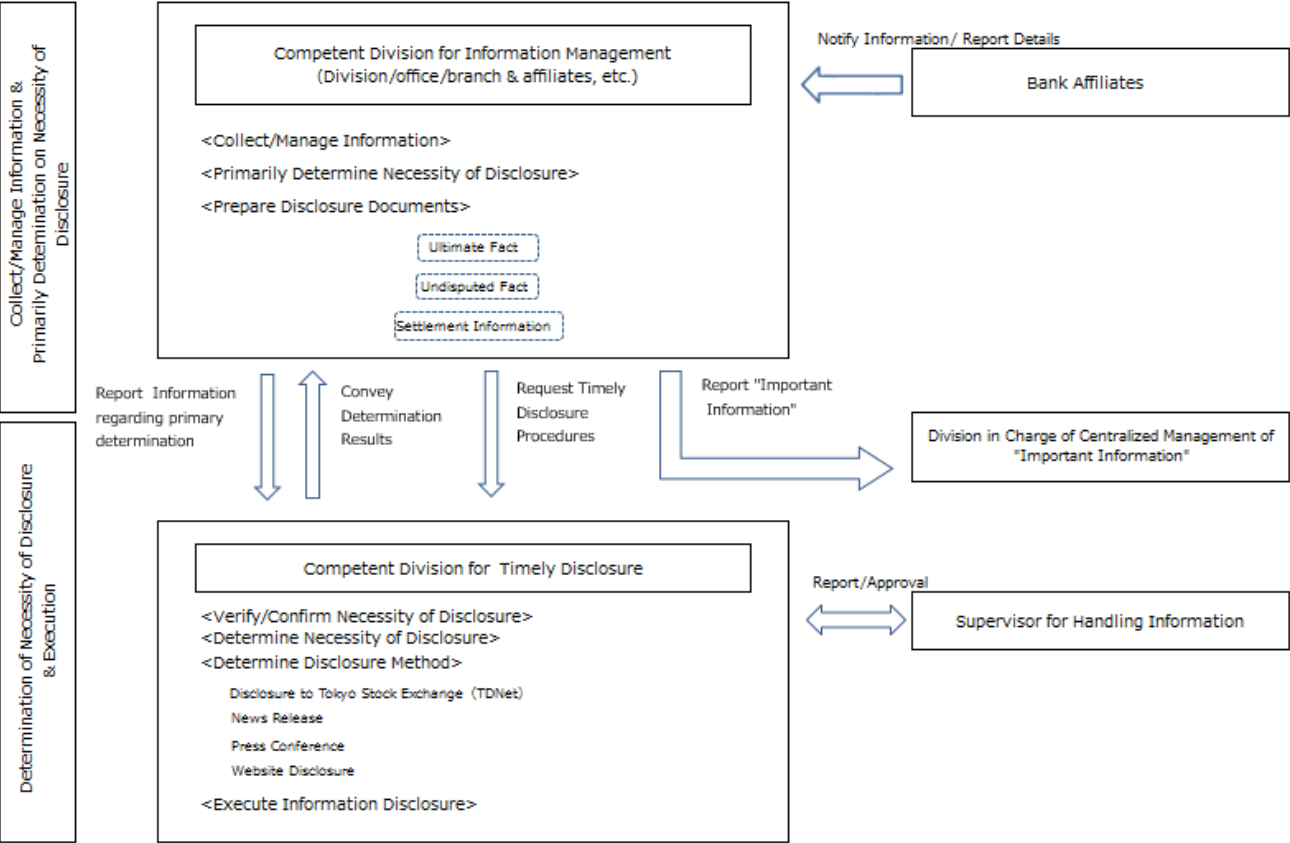 Collect/Manage Information &
Primarily Detemination on Necessity of
Disclosure
Competent Division for Information Management
(Division/office/branch & affiliates, etc.)
<Collect/Manage Information>
<Primarily Determine Necessity of Disclosure>
<Prepare Disclosure Documents>
Ultimate Fact
Undisputed Fact
Settlement Information
Notify Information/ Report Details
Bank Affiliates
Report Information
regarding primary
determination
Convey
Determination
Results
Request Timely
Disclosure
Procedures
Report "Important
Information"
Division in Charge of Centralized Management of
"Important Information"
Determination of Necessity of Disclosure
& Execution
Competent Division for Timely Disclosure
<Verify/Confirm Necessity of Disclosure>
<Determine Necessity of Disclosure>
<Determine Disclosure Method>
Disclosure to Tokyo Stock Exchange (TDNet)
News Release
Press Conference
Website Disclosure
<Execute Information Disclosure>
Report/Approval
Supervisor for Handling Information